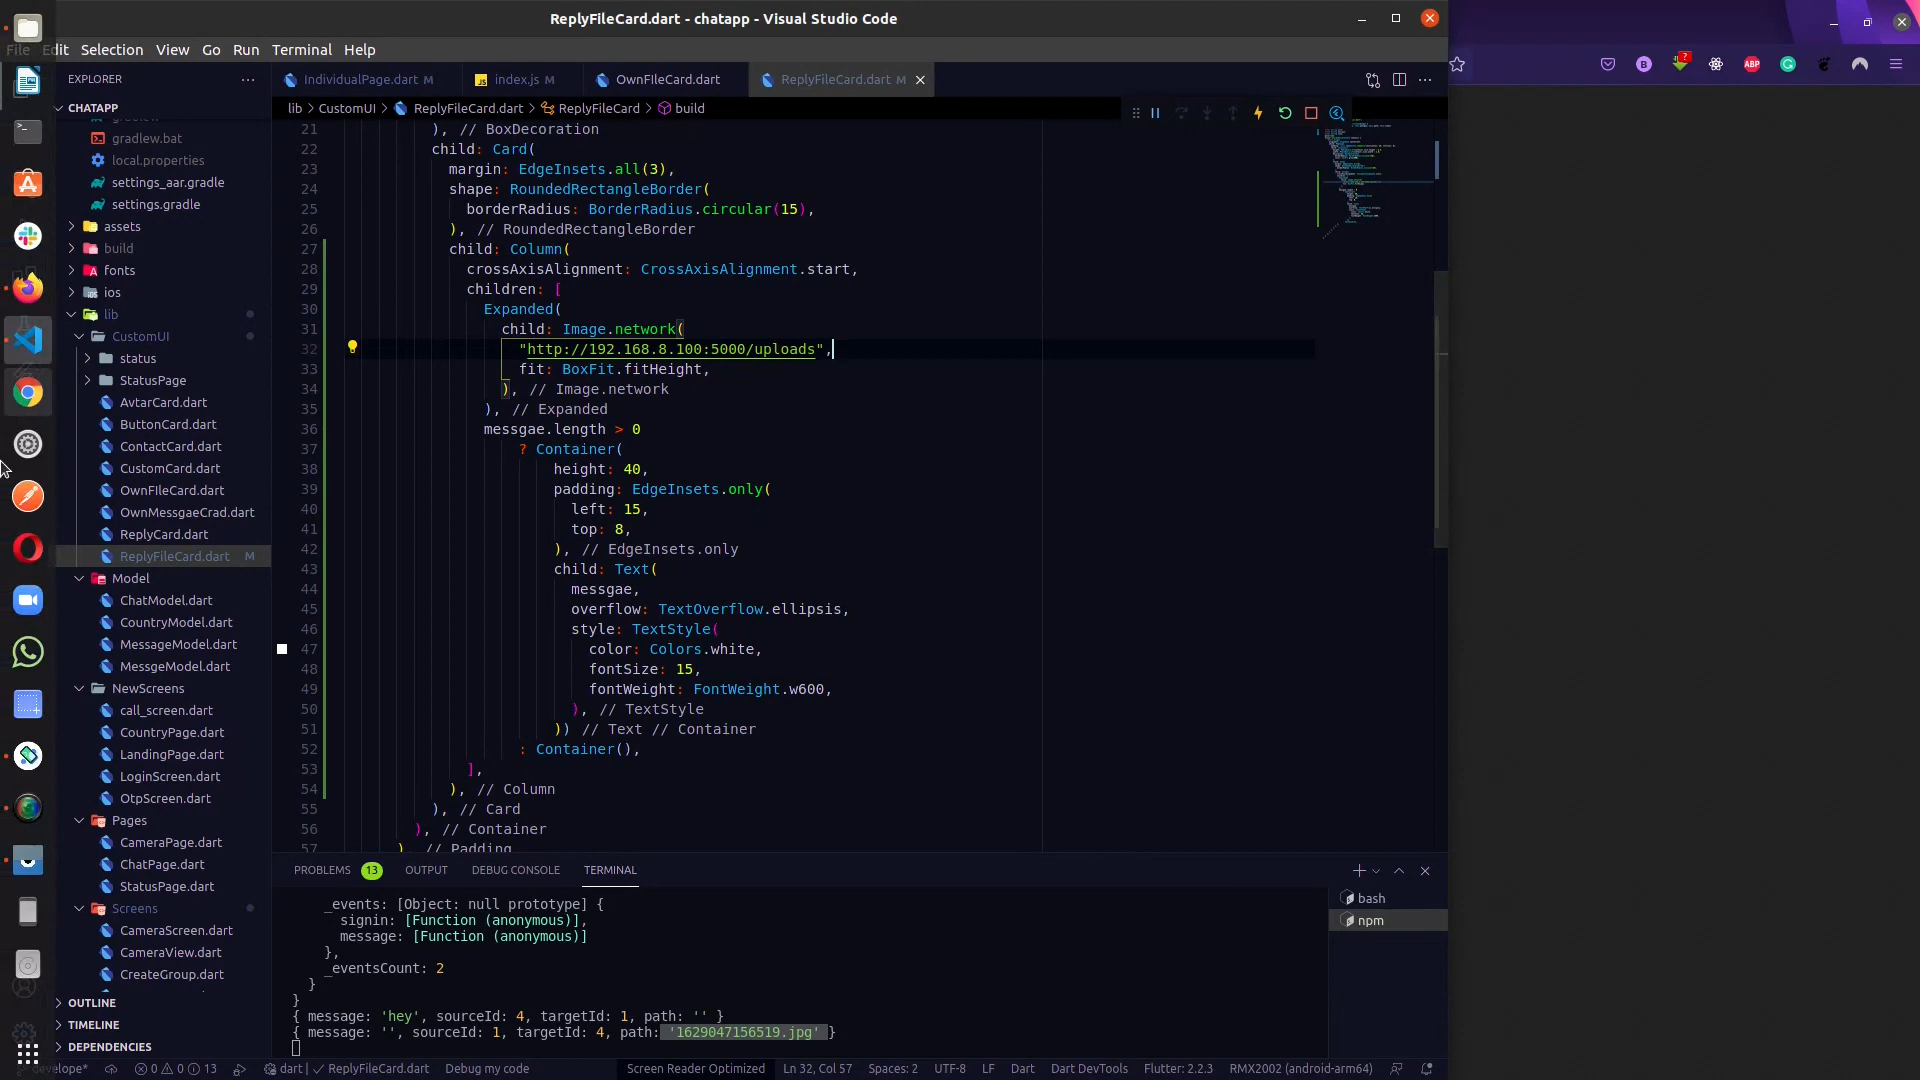 ReplyFileCard.dart - chatapp - Visual Studio Code
File Edit Selection View Go Run Terminal Help
EXPLORER
IndividualPage.dart M
index.js M
OwnFIleCard.dart
ReplyFileCard.dart M
CHATAPP
lib > CustomUI > ReplyFileCard.dart > ReplyFileCard > build
gradlew.bat
local.properties
settings_aar.gradle
settings.gradle
assets
build
fonts
ios
lib
CustomUI
status
StatusPage
AvtarCard.dart
ButtonCard.dart
ContactCard.dart
CustomCard.dart
OwnFIleCard.dart
OwnMessgaeCrad.dart
ReplyCard.dart
ReplyFileCard.dart M
Model
ChatModel.dart
CountryModel.dart
MessageModel.dart
MessgeModel.dart
NewScreens
call_screen.dart
CountryPage.dart
LandingPage.dart
LoginScreen.dart
OtpScreen.dart
Pages
CameraPage.dart
ChatPage.dart
StatusPage.dart
Screens
CameraScreen.dart
CameraView.dart
CreateGroup.dart
OUTLINE
TIMELINE
DEPENDENCIES
21 ), // BoxDecoration
22 child: Card(
23 margin: EdgeInsets.all(3),
24 shape: RoundedRectangleBorder(
25 borderRadius: BorderRadius.circular(15),
26 ), // RoundedRectangleBorder
27 child: Column(
28 crossAxisAlignment: CrossAxisAlignment.start,
29 children: [
30 Expanded(
31 child: Image.network(
32 "http://192.168.8.100:5000/uploads",
33 fit: BoxFit.fitHeight,
34 ), // Image.network
35 ), // Expanded
36 messgae.length > 0
37 ? Container(
38 height: 40,
39 padding: EdgeInsets.only(
40 left: 15,
41 top: 8,
42 ), // EdgeInsets.only
43 child: Text(
44 messgae,
45 overflow: TextOverflow.ellipsis,
46 style: TextStyle(
47 color: Colors.white,
48 fontSize: 15,
49 fontWeight: FontWeight.w600,
50 ), // TextStyle
51 )) // Text // Container
52 : Container(),
53 ],
54 ), // Column
55 ), // Card
56 ), // Container
57 ), // Padding
PROBLEMS 13 OUTPUT DEBUG CONSOLE TERMINAL
bash
npm
_events: [Object: null prototype] {
signin: [Function (anonymous)],
message: [Function (anonymous)]
},
_eventsCount: 2
}
}
{ message: 'hey', sourceId: 4, targetId: 1, path: '' }
{ message: '', sourceId: 1, targetId: 4, path: '1629047156519.jpg' }
develope* 0 0 13 dart | ReplyFileCard.dart Debug my code Screen Reader Optimized Ln 32, Col 57 Spaces: 2 UTF-8 LF Dart Dart DevTools Flutter: 2.2.3 RMX2002 (android-arm64)